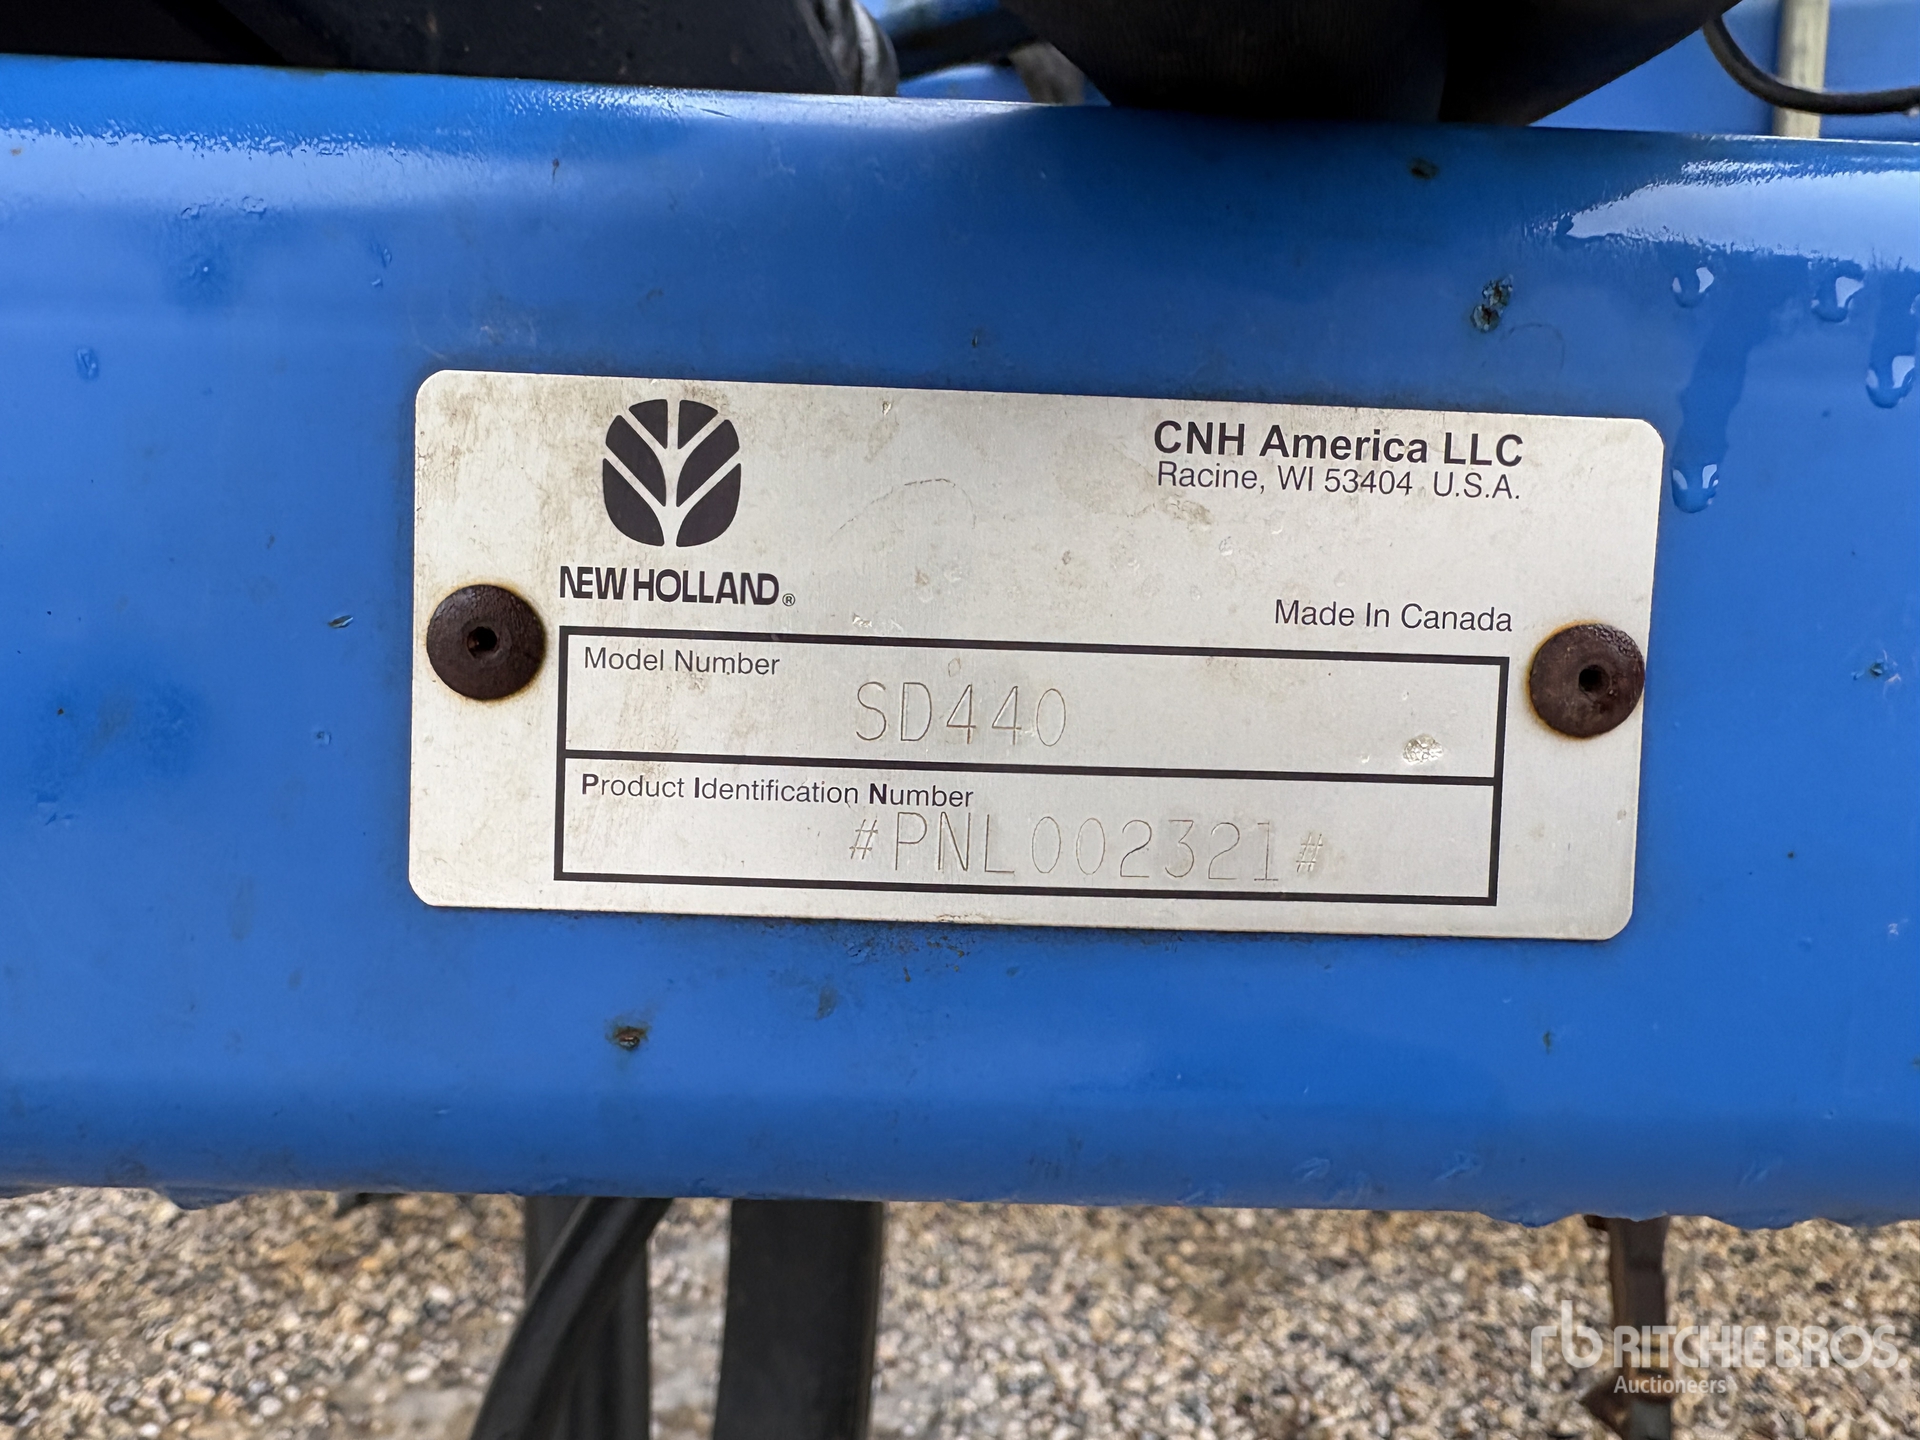 CNH America LLC
Racine, WI 53404 U.S.A.
NEW HOLLAND®
Made In Canada
Model Number
SD440
Product Identification Number
#PNL002321#
rb RITCHIE BROS.
Auctioneers